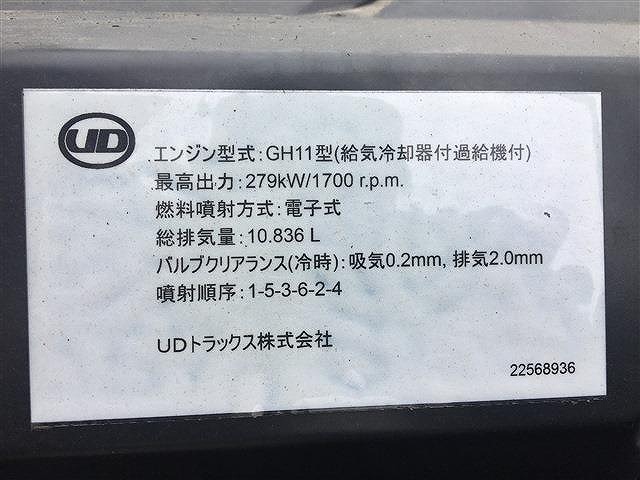 UD
エンジン型式:GH11型(給気冷却器付過給機付)
最高出力:279kW/1700 r.p.m.
燃料噴射方式:電子式
総排気量:10.836 L
バルブクリアランス(冷時):吸気0.2mm, 排気2.0mm
噴射順序:1-5-3-6-2-4
UDトラックス株式会社
22568936